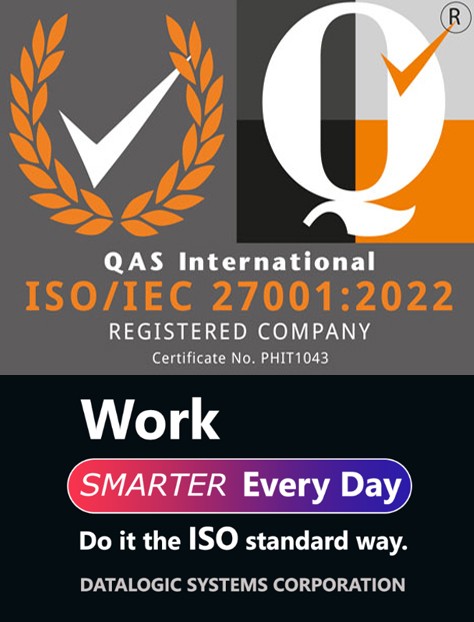 ®
QAS International
ISO/IEC 27001:2022
REGISTERED COMPANY
Certificate No. PHIT1043
Work
SMARTER Every Day
Do it the ISO standard way.
DATALOGIC SYSTEMS CORPORATION